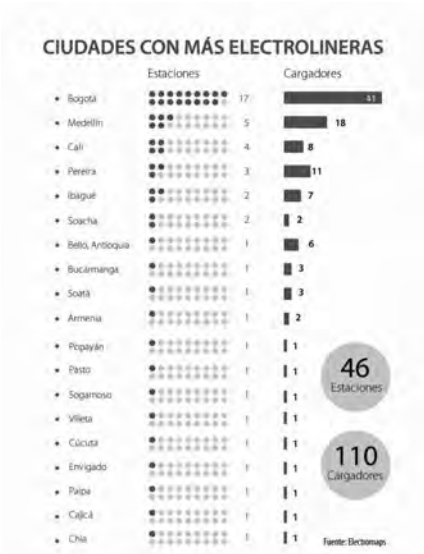 CIUDADES CON MÁS ELECTROLINERAS
Estaciones Cargadores
• Bogotá 17 41
• Medellín 5 18
• Cali 4 8
• Pereira 3 11
• Ibagué 2 7
• Soacha 2 2
• Bello, Antioquia 1 6
• Bucarmanga 1 3
• Soatá 1 3
• Armenia 1 2
• Popayán 1 1
• Pasto 1 1
• Sogamoso 1 1
• Villeta 1 1
• Cúcuta 1 1
• Envigado 1 1
• Paipa 1 1
• Cajicá 1 1
• Chia 1 1
46
Estaciones
110
Cargadores
Fuente: Electromaps